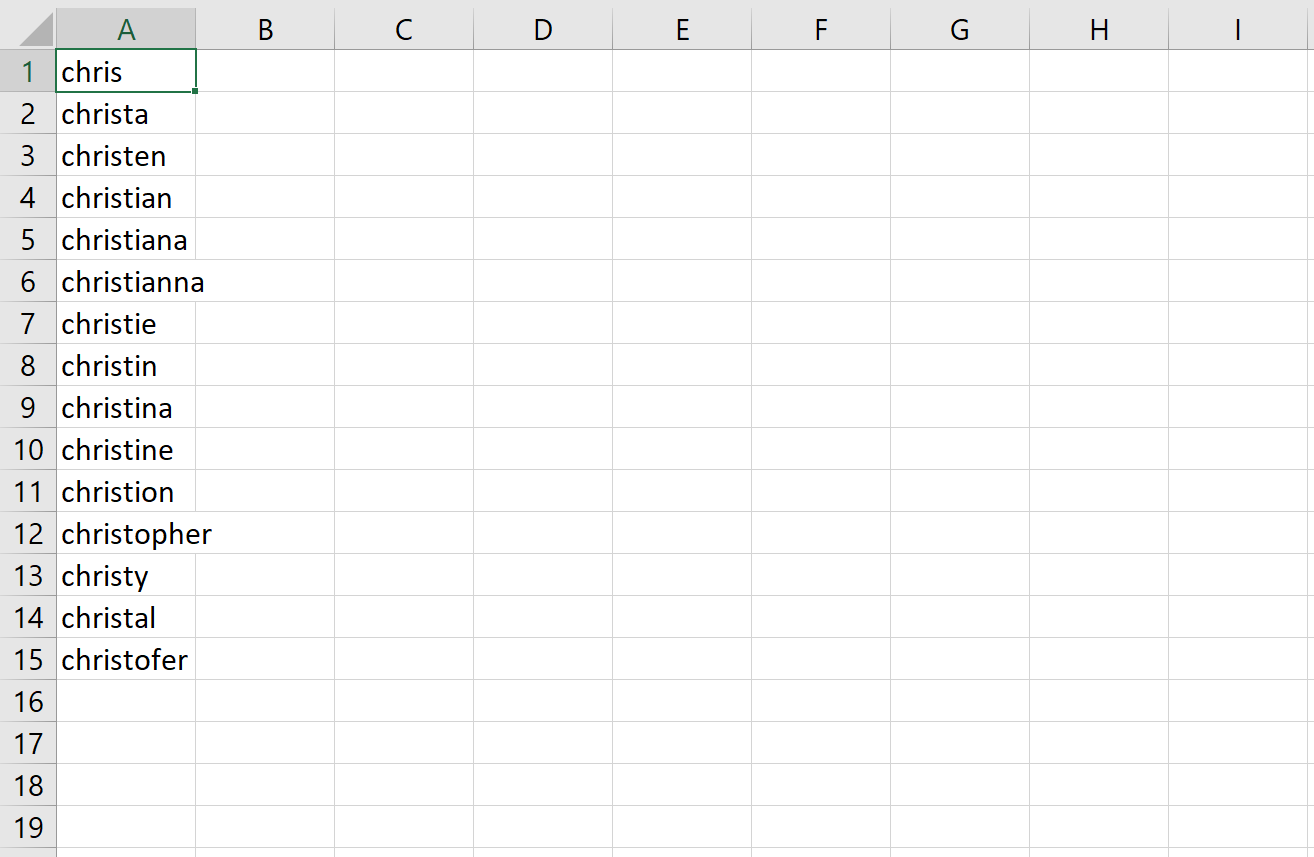 A B C D E F G H I
1 chris
2 christa
3 christen
4 christian
5 christiana
6 christianna
7 christie
8 christin
9 christina
10 christine
11 christion
12 christopher
13 christy
14 christal
15 christofer
16
17
18
19